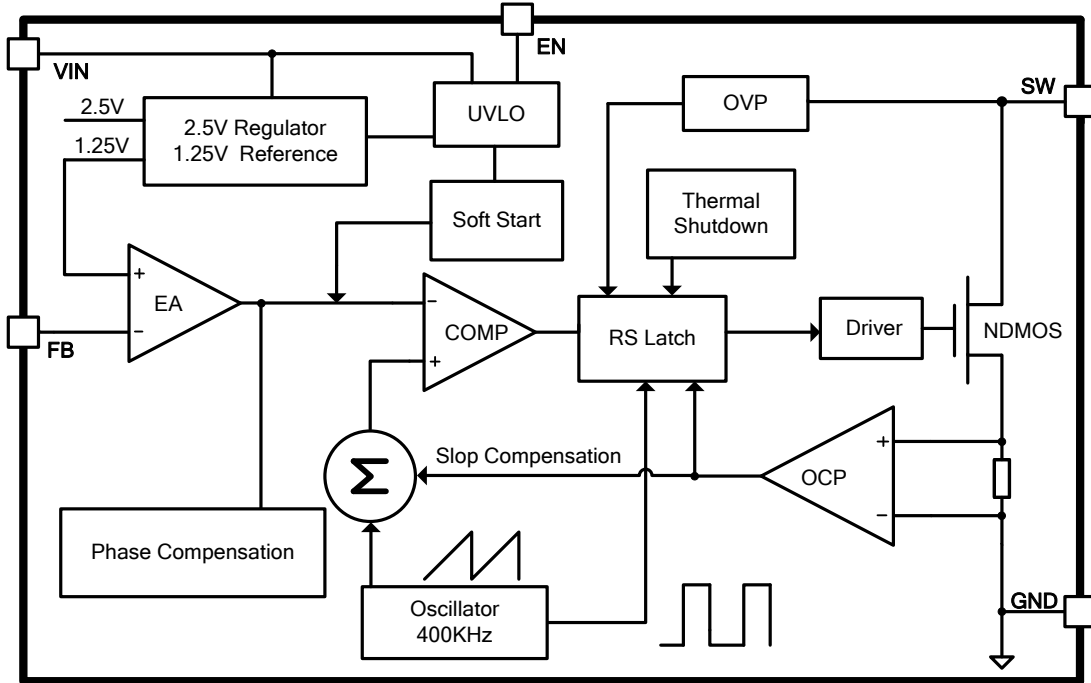 EN
VIN
SW
OVP
UVLO
2.5V
2.5V Regulator
1.25V Reference
1.25V
Thermal
Shutdown
Soft Start
+
EA
−
FB
−
COMP
+
RS Latch
Driver
NDMOS
Slop Compensation
Σ
+
OCP
−
Phase Compensation
Oscillator
400KHz
GND